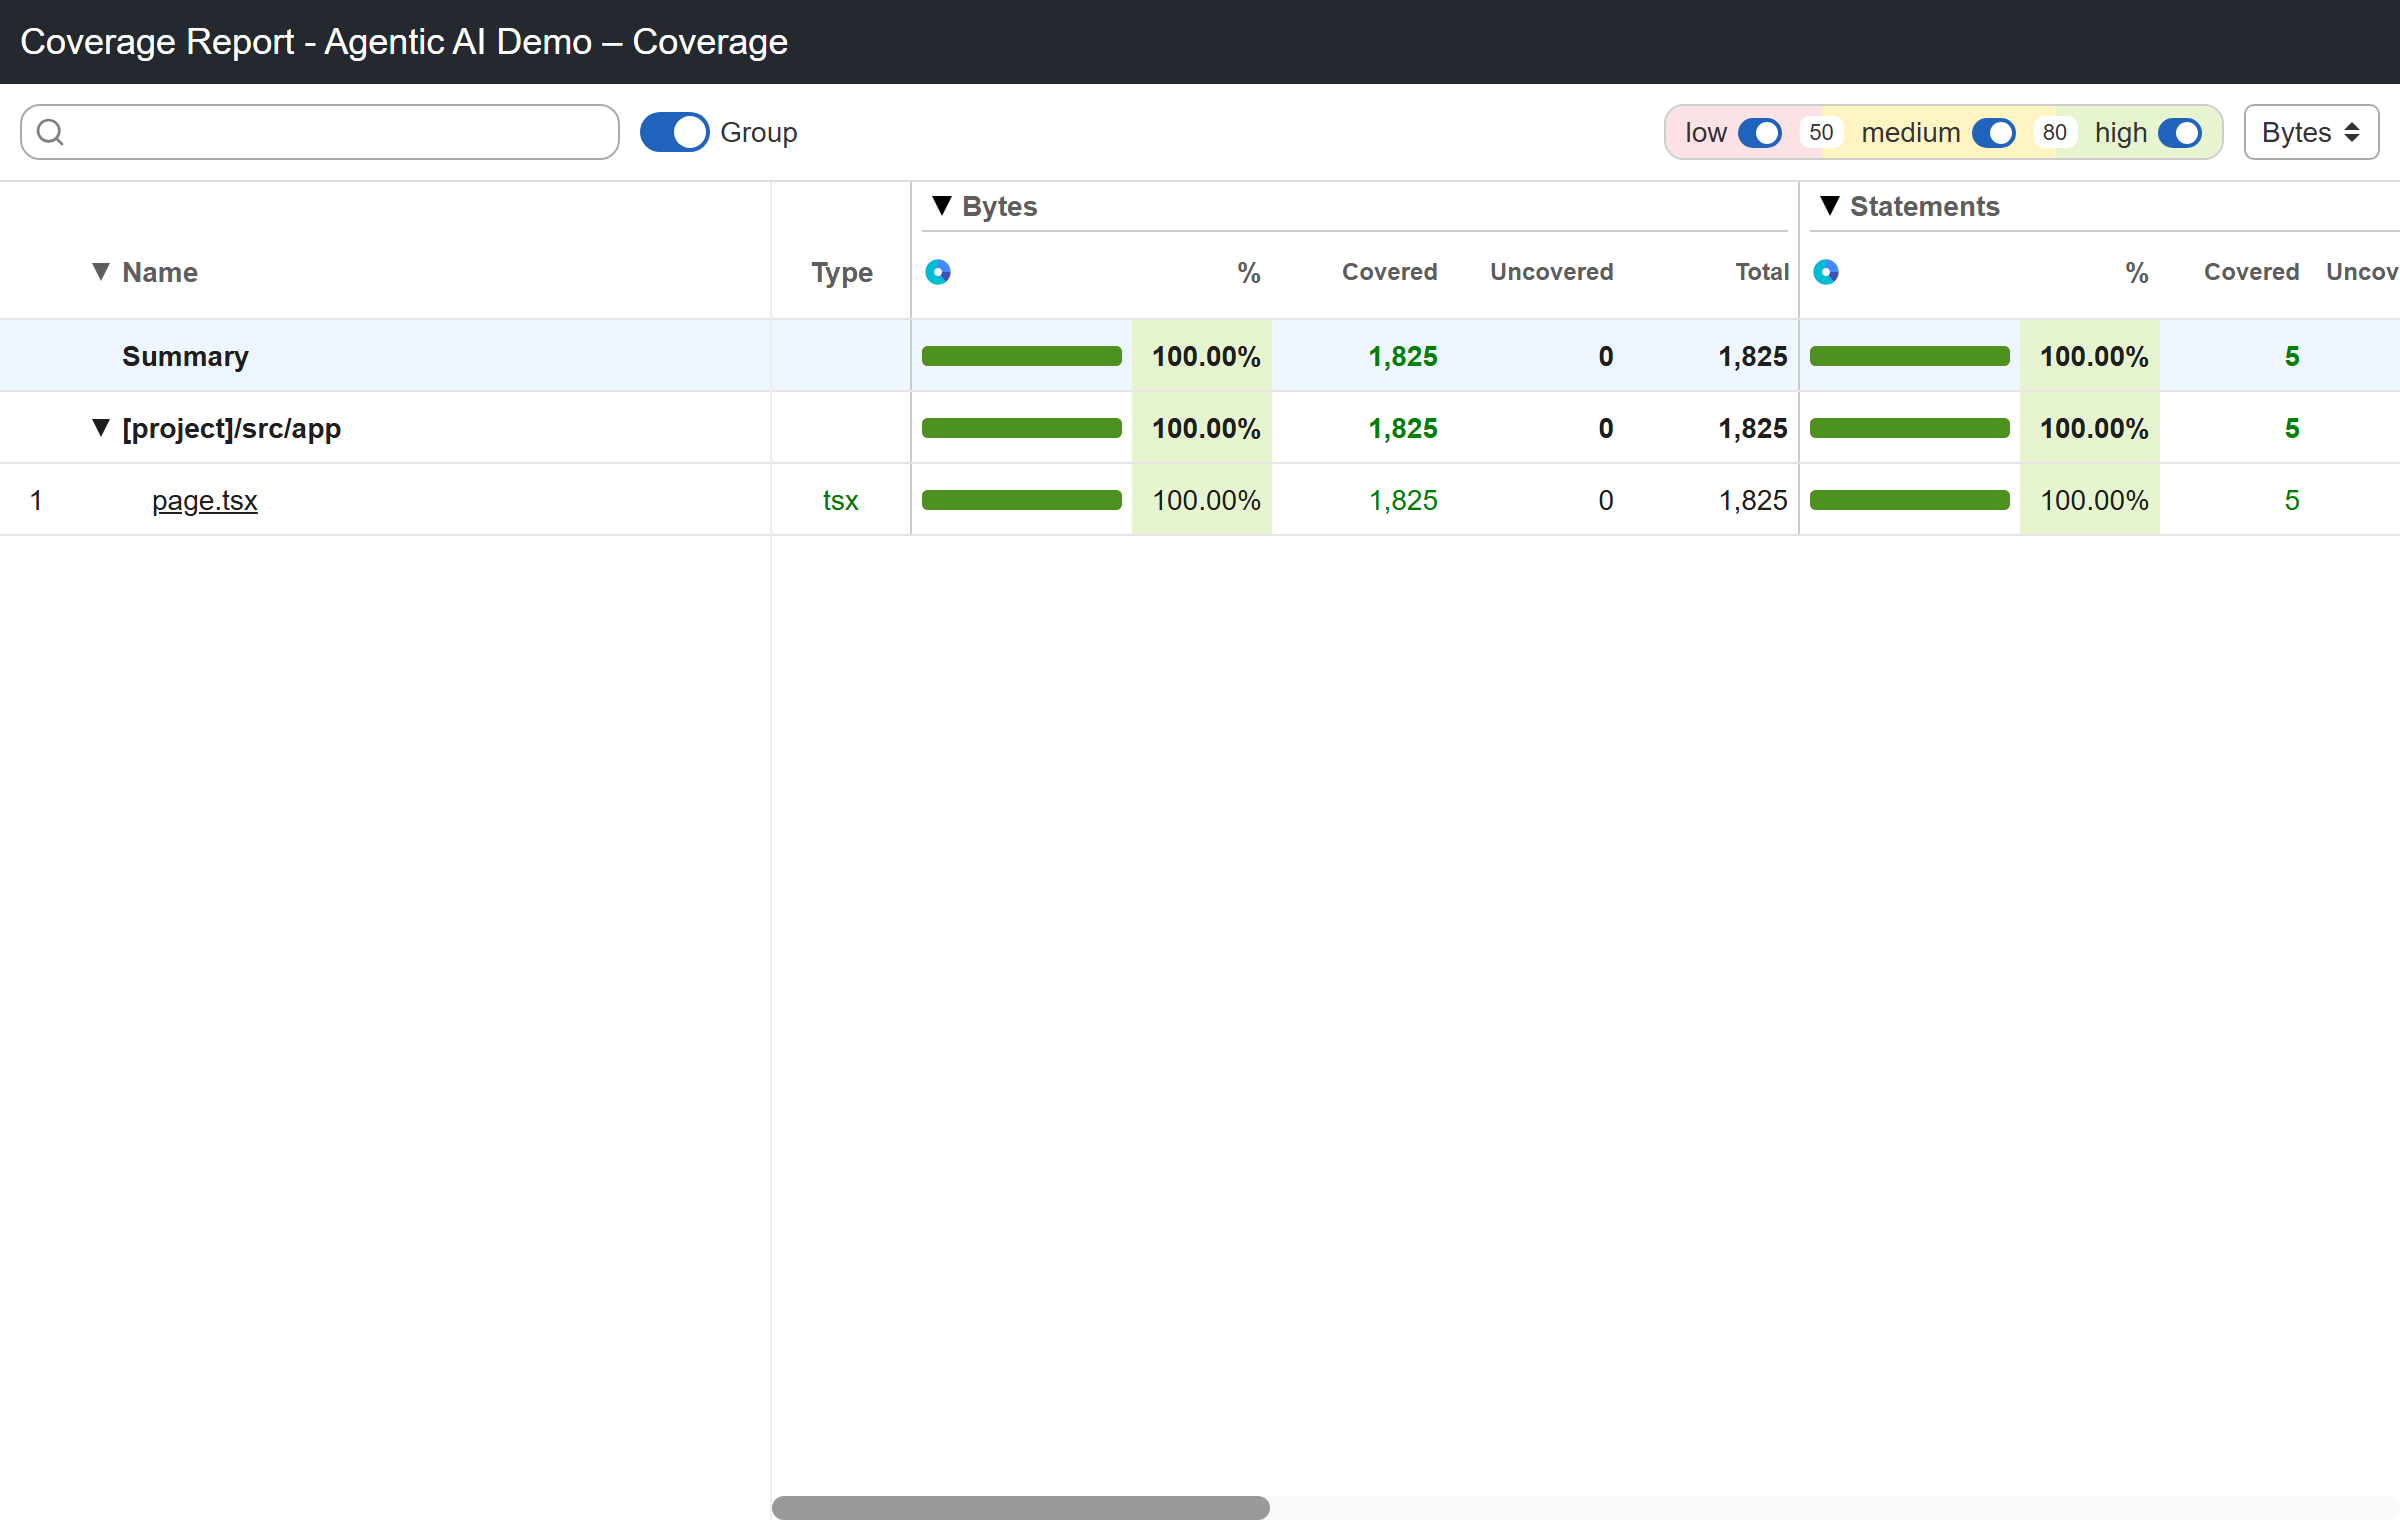 Coverage Report - Agentic AI Demo – Coverage
Group low 50 medium 80 high Bytes
Bytes Statements
Name Type % Covered Uncovered Total % Covered Uncov
Summary 100.00% 1,825 0 1,825 100.00% 5
[project]/src/app 100.00% 1,825 0 1,825 100.00% 5
1 page.tsx tsx 100.00% 1,825 0 1,825 100.00% 5